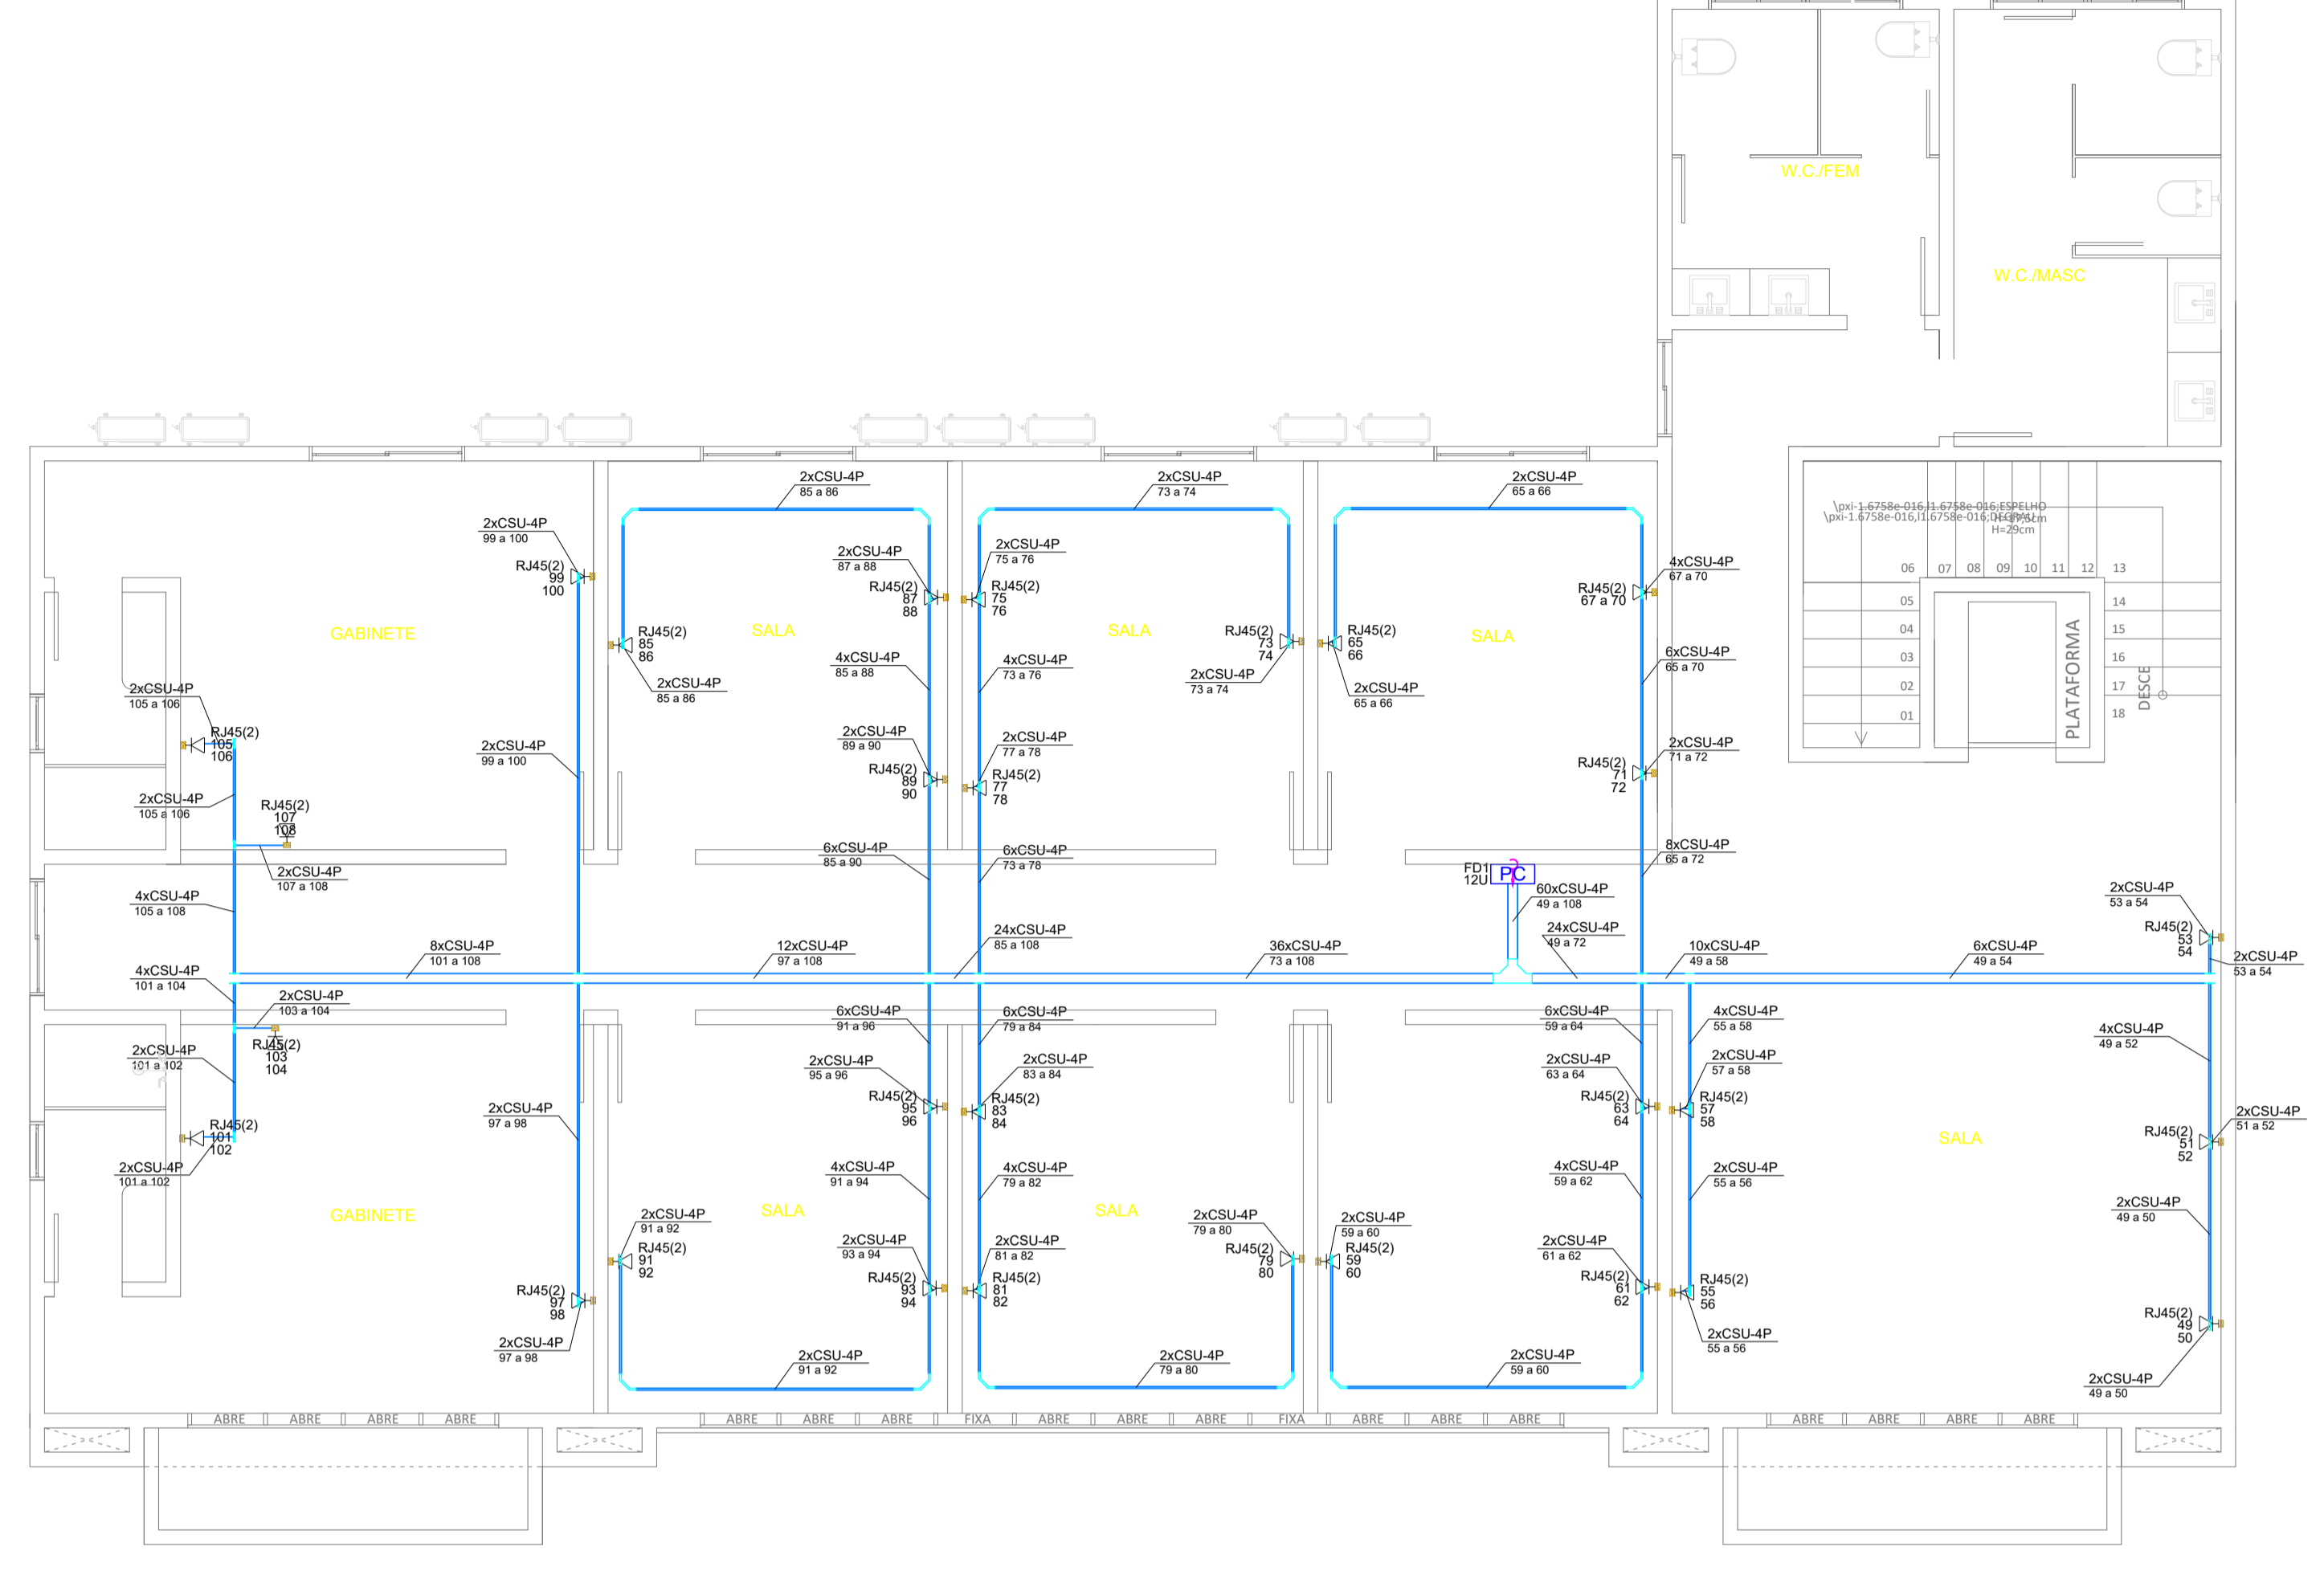 W.C./FEM
W.C./MASC
2xCSU-4P
85 a 86
2xCSU-4P
73 a 74
2xCSU-4P
65 a 66
\pxi-1.6758e-016,l1.6758e-016;ESPELHO
\pxi-1.6758e-016,l1.6758e-016;DEGRAU
H=29cm
2xCSU-4P
99 a 100
RJ45(2)
99
100
2xCSU-4P
87 a 88
RJ45(2)
87
88
2xCSU-4P
75 a 76
RJ45(2)
75
76
4xCSU-4P
67 a 70
RJ45(2)
67 a 70
06
07
08
09
10
11
12
13
05
14
04
15
03
16
02
17
01
18
PLATAFORMA
DESCE
GABINETE
SALA
SALA
SALA
RJ45(2)
85
86
2xCSU-4P
85 a 86
4xCSU-4P
85 a 88
4xCSU-4P
73 a 76
RJ45(2)
73
74
2xCSU-4P
73 a 74
RJ45(2)
65
66
2xCSU-4P
65 a 66
6xCSU-4P
65 a 70
2xCSU-4P
105 a 106
RJ45(2)
105
106
2xCSU-4P
99 a 100
2xCSU-4P
89 a 90
RJ45(2)
89
90
2xCSU-4P
77 a 78
RJ45(2)
77
78
2xCSU-4P
71 a 72
RJ45(2)
71
72
2xCSU-4P
105 a 106
RJ45(2)
107
108
2xCSU-4P
107 a 108
6xCSU-4P
85 a 90
6xCSU-4P
73 a 78
8xCSU-4P
65 a 72
FD1
12U
PC
60xCSU-4P
49 a 108
4xCSU-4P
105 a 108
2xCSU-4P
53 a 54
RJ45(2)
53
54
2xCSU-4P
53 a 54
8xCSU-4P
101 a 108
12xCSU-4P
97 a 108
24xCSU-4P
85 a 108
36xCSU-4P
73 a 108
24xCSU-4P
49 a 72
10xCSU-4P
49 a 58
6xCSU-4P
49 a 54
4xCSU-4P
101 a 104
2xCSU-4P
103 a 104
RJ45(2)
103
104
6xCSU-4P
91 a 96
6xCSU-4P
79 a 84
6xCSU-4P
59 a 64
4xCSU-4P
55 a 58
4xCSU-4P
49 a 52
2xCSU-4P
101 a 102
2xCSU-4P
95 a 96
RJ45(2)
95
96
2xCSU-4P
83 a 84
RJ45(2)
83
84
2xCSU-4P
63 a 64
RJ45(2)
63
64
2xCSU-4P
57 a 58
RJ45(2)
57
58
2xCSU-4P
51 a 52
RJ45(2)
51
52
RJ45(2)
101
102
2xCSU-4P
101 a 102
2xCSU-4P
97 a 98
SALA
4xCSU-4P
91 a 94
4xCSU-4P
79 a 82
4xCSU-4P
59 a 62
2xCSU-4P
55 a 56
2xCSU-4P
49 a 50
GABINETE
SALA
SALA
2xCSU-4P
91 a 92
RJ45(2)
91
92
2xCSU-4P
93 a 94
RJ45(2)
93
94
2xCSU-4P
81 a 82
RJ45(2)
81
82
2xCSU-4P
79 a 80
RJ45(2)
79
80
2xCSU-4P
59 a 60
RJ45(2)
59
60
2xCSU-4P
61 a 62
RJ45(2)
61
62
RJ45(2)
55
56
2xCSU-4P
55 a 56
RJ45(2)
97
98
2xCSU-4P
97 a 98
RJ45(2)
49
50
2xCSU-4P
49 a 50
2xCSU-4P
91 a 92
2xCSU-4P
79 a 80
2xCSU-4P
59 a 60
ABRE ABRE ABRE ABRE ABRE ABRE ABRE FIXA ABRE ABRE ABRE FIXA ABRE ABRE ABRE ABRE ABRE ABRE ABRE